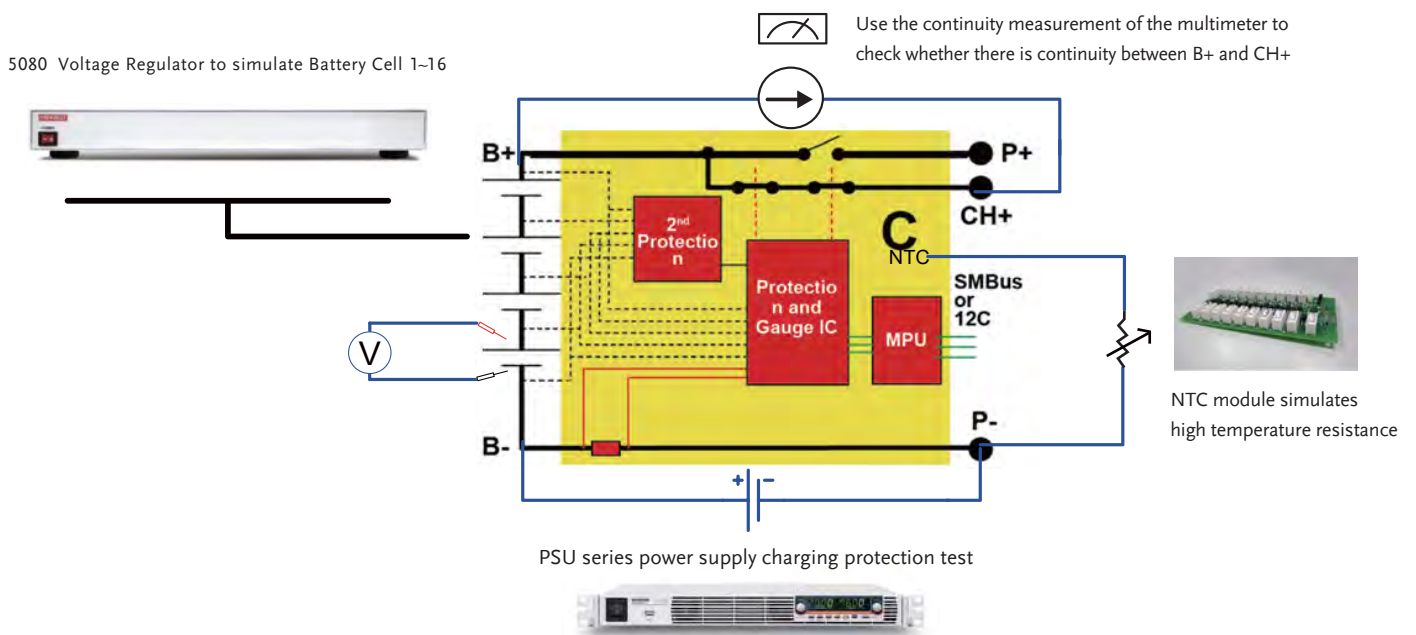 Use the continuity measurement of the multimeter to
check whether there is continuity between B+ and CH+
5080 Voltage Regulator to simulate Battery Cell 1~16
B+
P+
CH+
2nd
Protectio
n
C
NTC
Protectio
n and
Gauge IC
SMBus
or
12C
MPU
V
NTC module simulates
high temperature resistance
P-
B-
+ -
PSU series power supply charging protection test